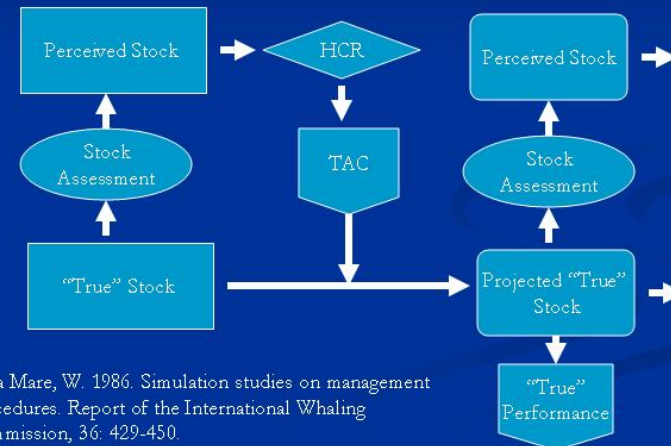 Perceived Stock
HCR
Perceived Stock
Stock
Assessment
TAC
Stock
Assessment
"True" Stock
Projected "True"
Stock
"True"
Performance
a Mare, W. 1986. Simulation studies on management
cedures. Report of the International Whaling
mmission, 36: 429-450.